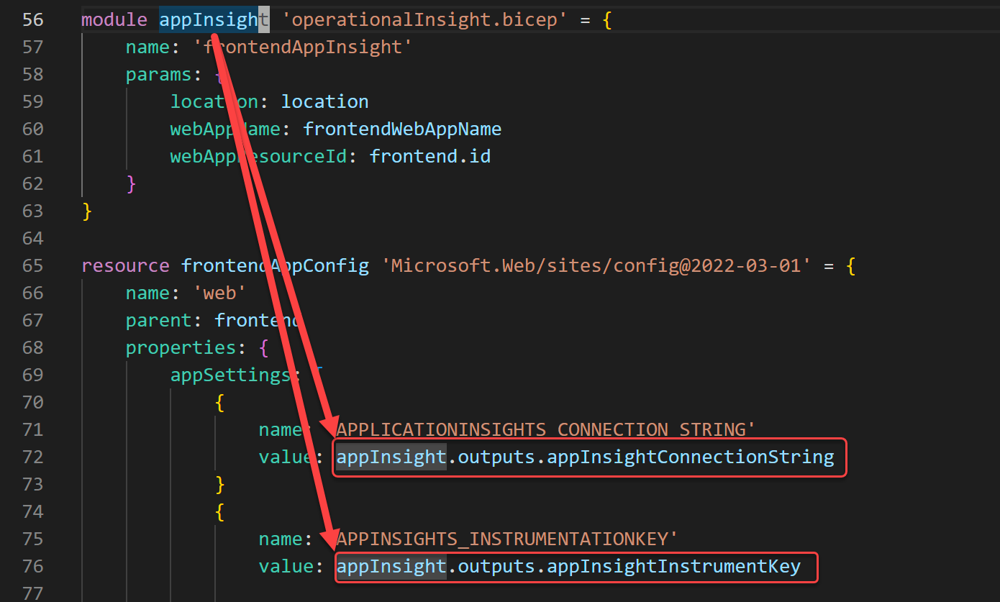 56 module appInsight 'operationalInsight.bicep' = {
57 name: 'frontendAppInsight'
58 params: {
59 location: location
60 webAppName: frontendWebAppName
61 webAppResourceId: frontend.id
62 }
63 }
64
65 resource frontendAppConfig 'Microsoft.Web/sites/config@2022-03-01' = {
66 name: 'web'
67 parent: frontend
68 properties: {
69 appSettings: [
70 {
71 name: 'APPLICATIONINSIGHTS_CONNECTION_STRING'
72 value: appInsight.outputs.appInsightConnectionString
73 }
74 {
75 name: 'APPINSIGHTS_INSTRUMENTATIONKEY'
76 value: appInsight.outputs.appInsightInstrumentKey
77